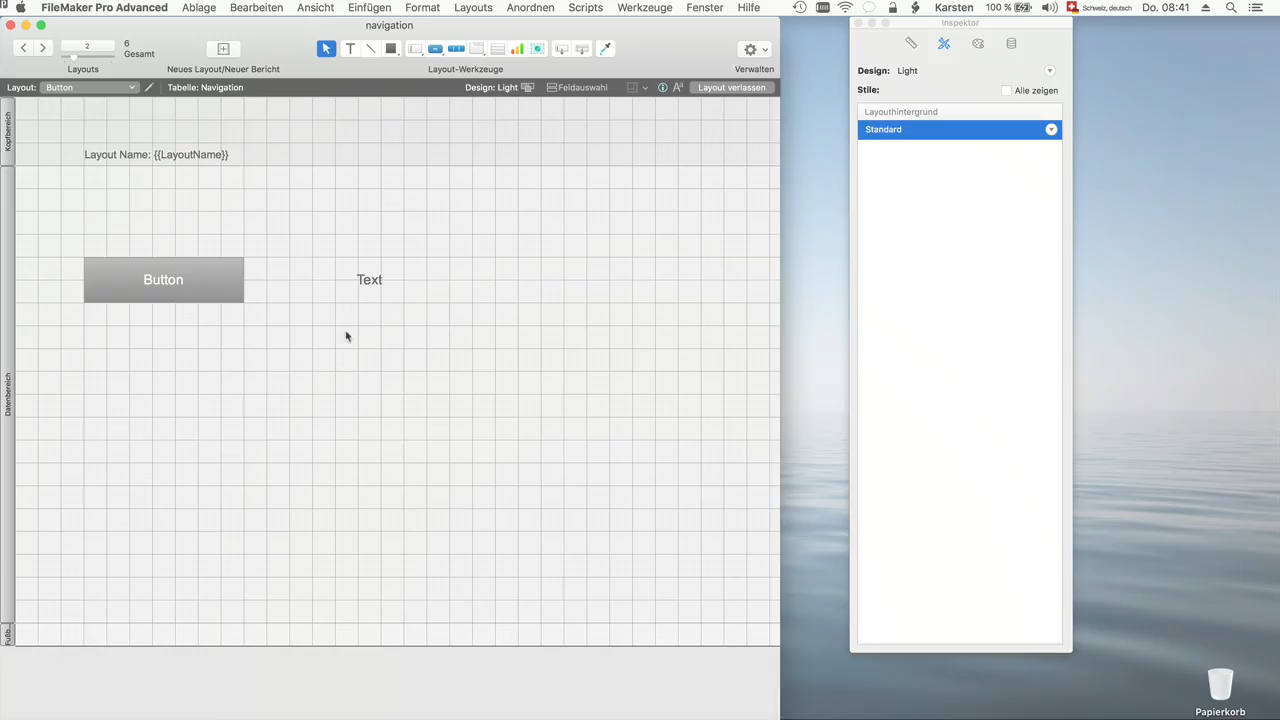 FileMaker Pro Advanced Ablage Bearbeiten Ansicht Einfügen Format Layouts Anordnen Scripts Werkzeuge Fenster Hilfe Karsten 100 % Schweiz, deutsch Do. 08:41
navigation
2
6
Gesamt
Layouts
Neues Layout/Neuer Bericht
Layout-Werkzeuge
Verwalten
Layout: Button Tabelle: Navigation Design: Light Feldauswahl Layout verlassen
Kopfbereich
Layout Name: {{LayoutName}}
Button
Text
Datenbereich
Fußb...
Inspektor
Design: Light
Stile: Alle zeigen
Layouthintergrund
Standard
Papierkorb